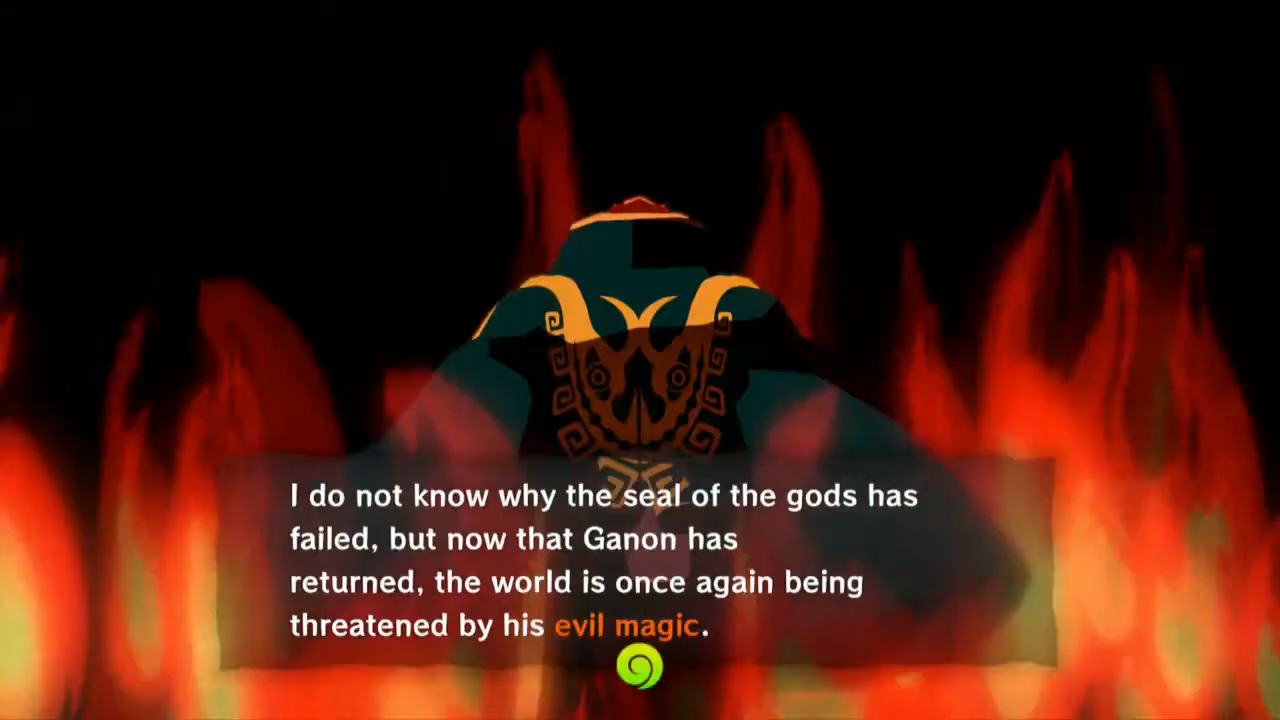 I do not know why the seal of the gods has
failed, but now that Ganon has
returned, the world is once again being
threatened by his evil magic.